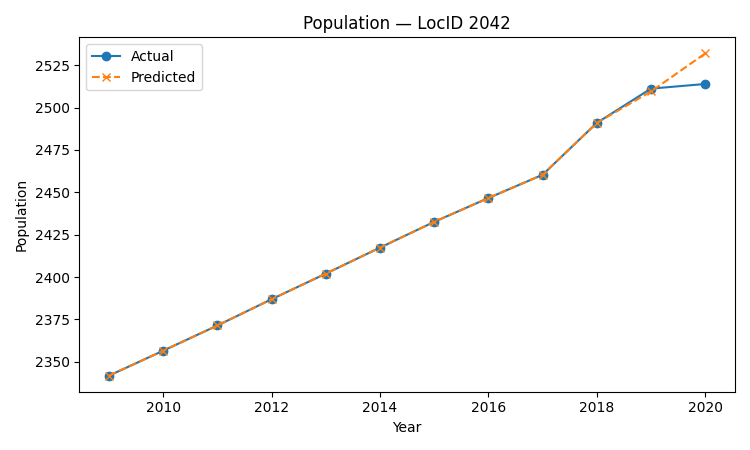 Population — LocID 2042
Actual
Predicted
Population
2525
2500
2475
2450
2425
2400
2375
2350
2010 2012 2014 2016 2018 2020
Year